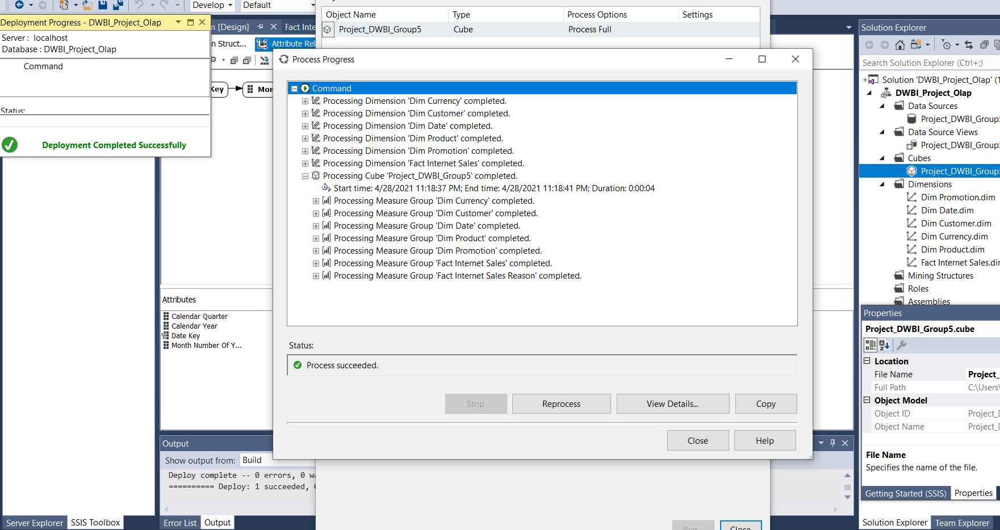 Develop
Default
Deployment Progress - DWBI_Project_Olap
Server : localhost
Database : DWBI_Project_Olap
Command
Status:
Deployment Completed Successfully
[Design]
Fact Inte
n Struct...
Attribute Rel
Key
Mon
Object Name Type Process Options Settings
Project_DWBI_Group5 Cube Process Full
Process Progress
Command
Processing Dimension 'Dim Currency' completed.
Processing Dimension 'Dim Customer' completed.
Processing Dimension 'Dim Date' completed.
Processing Dimension 'Dim Product' completed.
Processing Dimension 'Dim Promotion' completed.
Processing Dimension 'Fact Internet Sales' completed.
Processing Cube 'Project_DWBI_Group5' completed.
Start time: 4/28/2021 11:18:37 PM; End time: 4/28/2021 11:18:41 PM; Duration: 0:00:04
Processing Measure Group 'Dim Currency' completed.
Processing Measure Group 'Dim Customer' completed.
Processing Measure Group 'Dim Date' completed.
Processing Measure Group 'Dim Product' completed.
Processing Measure Group 'Dim Promotion' completed.
Processing Measure Group 'Fact Internet Sales' completed.
Processing Measure Group 'Fact Internet Sales Reason' completed.
Status:
Process succeeded.
Stop Reprocess View Details... Copy
Close Help
Attributes
Calendar Quarter
Calendar Year
Date Key
Month Number Of Y...
Output
Show output from: Build
Deploy complete -- 0 errors, 0 wa
========== Deploy: 1 succeeded,
Server Explorer SSIS Toolbox
Error List Output
Run Close
Solution Explorer
Search Solution Explorer (Ctrl+;)
Solution 'DWBI_Project_Olap' (1
DWBI_Project_Olap
Data Sources
Project_DWBI_Group5
Data Source Views
Project_DWBI_Group5
Cubes
Project_DWBI_Group5
Dimensions
Dim Promotion.dim
Dim Date.dim
Dim Customer.dim
Dim Currency.dim
Dim Product.dim
Fact Internet Sales.dim
Mining Structures
Roles
Assemblies
Properties
Project_DWBI_Group5.cube
Location
File Name Project_
Full Path C:\Users\
Object Model
Object ID Project_D
Object Name Project_D
File Name
Specifies the name of the file.
Getting Started (SSIS) Properties
Solution Explorer Team Explorer